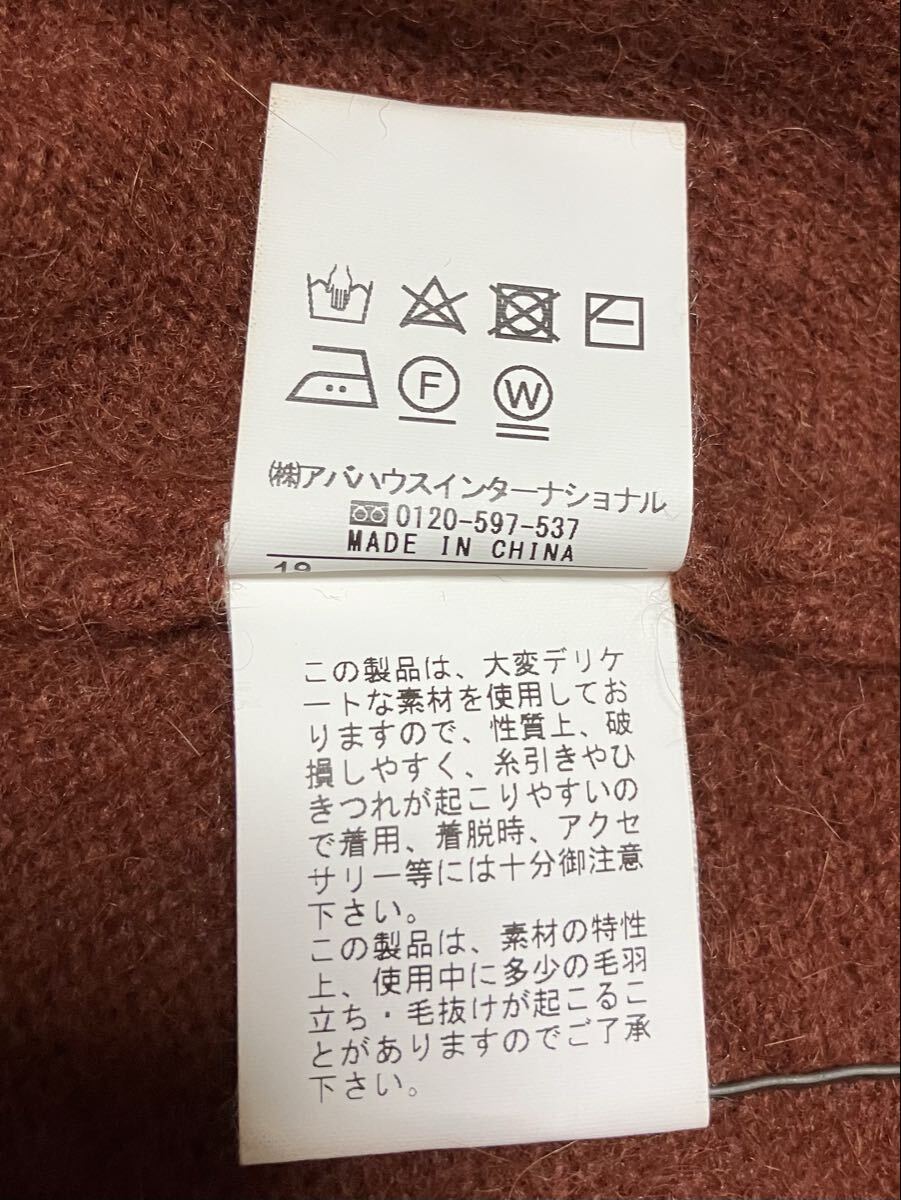 F W
(株)アバハウスインターナショナル
0120-597-537
MADE IN CHINA
18
この製品は、大変デリケ
ートな素材を使用してお
りますので、性質上、破
損しやすく、糸引きやひ
きつれが起こりやすいの
で着用、着脱時、アクセ
サリー等には十分御注意
下さい。
この製品は、素材の特性
上、使用中に多少の毛羽
立ち・毛抜けが起こるこ
とがありますのでご了承
下さい。